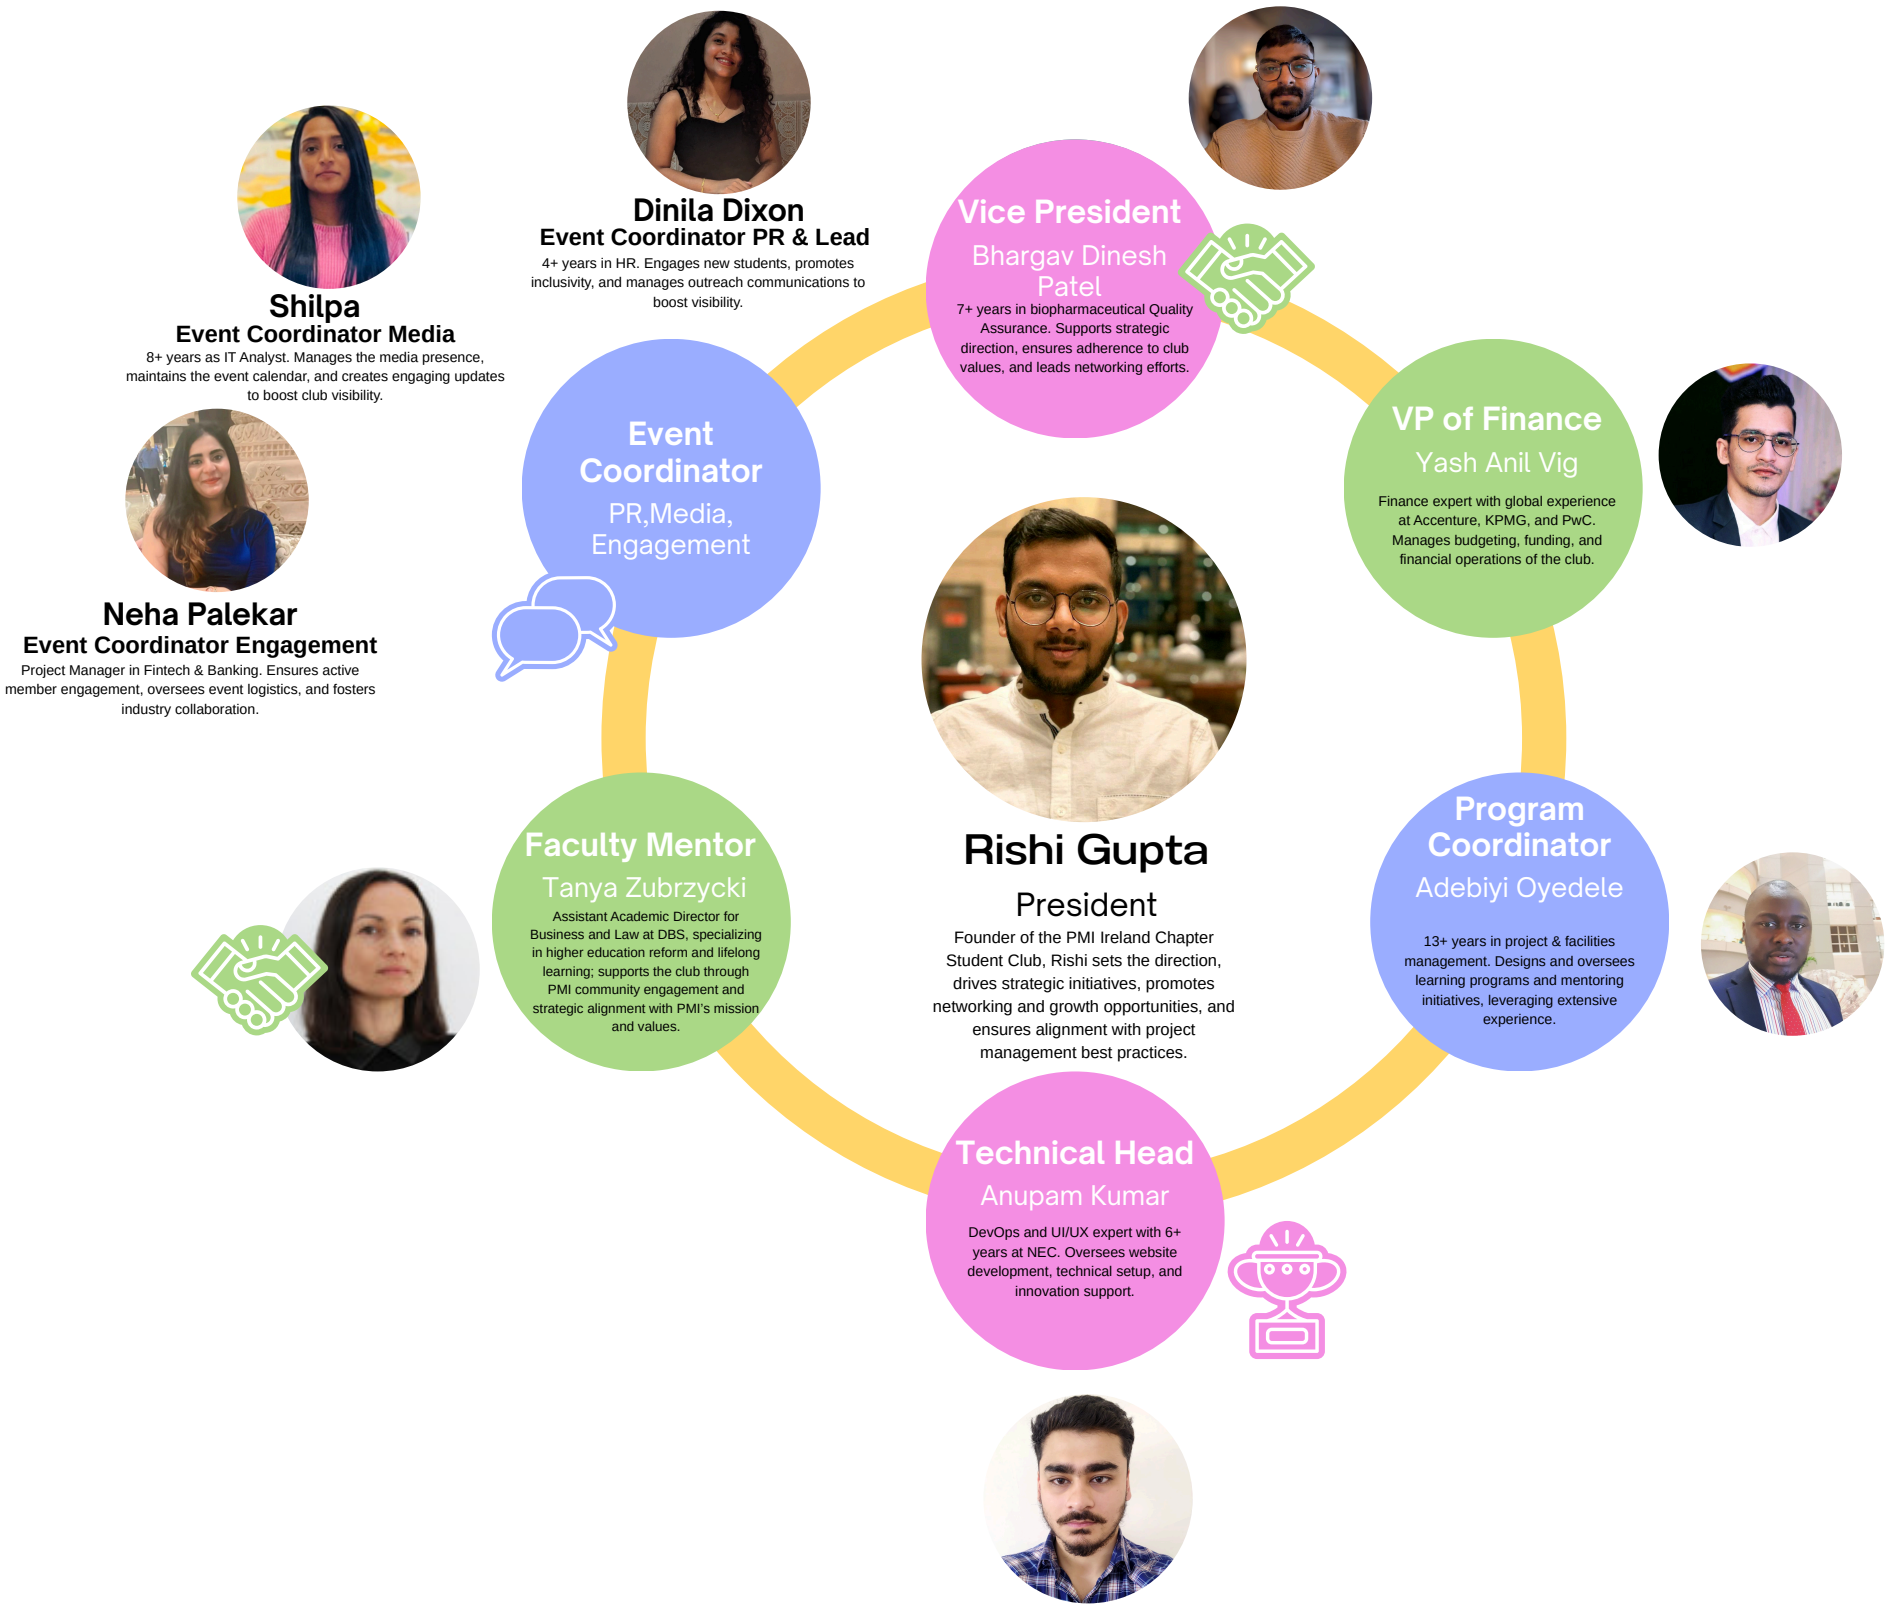 Dinila Dixon
Event Coordinator PR & Lead
4+ years in HR. Engages new students, promotes
inclusivity, and manages outreach communications to
boost visibility.
Shilpa
Event Coordinator Media
8+ years as IT Analyst. Manages the media presence,
maintains the event calendar, and creates engaging updates
to boost club visibility.
Neha Palekar
Event Coordinator Engagement
Project Manager in Fintech & Banking. Ensures active
member engagement, oversees event logistics, and fosters
industry collaboration.
Event
Coordinator
PR,Media,
Engagement
Vice President
Bhargav Dinesh
Patel
7+ years in biopharmaceutical Quality
Assurance. Supports strategic
direction, ensures adherence to club
values, and leads networking efforts.
VP of Finance
Yash Anil Vig
Finance expert with global experience
at Accenture, KPMG, and PwC.
Manages budgeting, funding, and
financial operations of the club.
Faculty Mentor
Tanya Zubrzycki
Assistant Academic Director for
Business and Law at DBS, specializing
in higher education reform and lifelong
learning; supports the club through
PMI community engagement and
strategic alignment with PMI's mission
and values.
Rishi Gupta
President
Founder of the PMI Ireland Chapter
Student Club, Rishi sets the direction,
drives strategic initiatives, promotes
networking and growth opportunities, and
ensures alignment with project
management best practices.
Program
Coordinator
Adebiyi Oyedele
13+ years in project & facilities
management. Designs and oversees
learning programs and mentoring
initiatives, leveraging extensive
experience.
Technical Head
Anupam Kumar
DevOps and UI/UX expert with 6+
years at NEC. Oversees website
development, technical setup, and
innovation support.